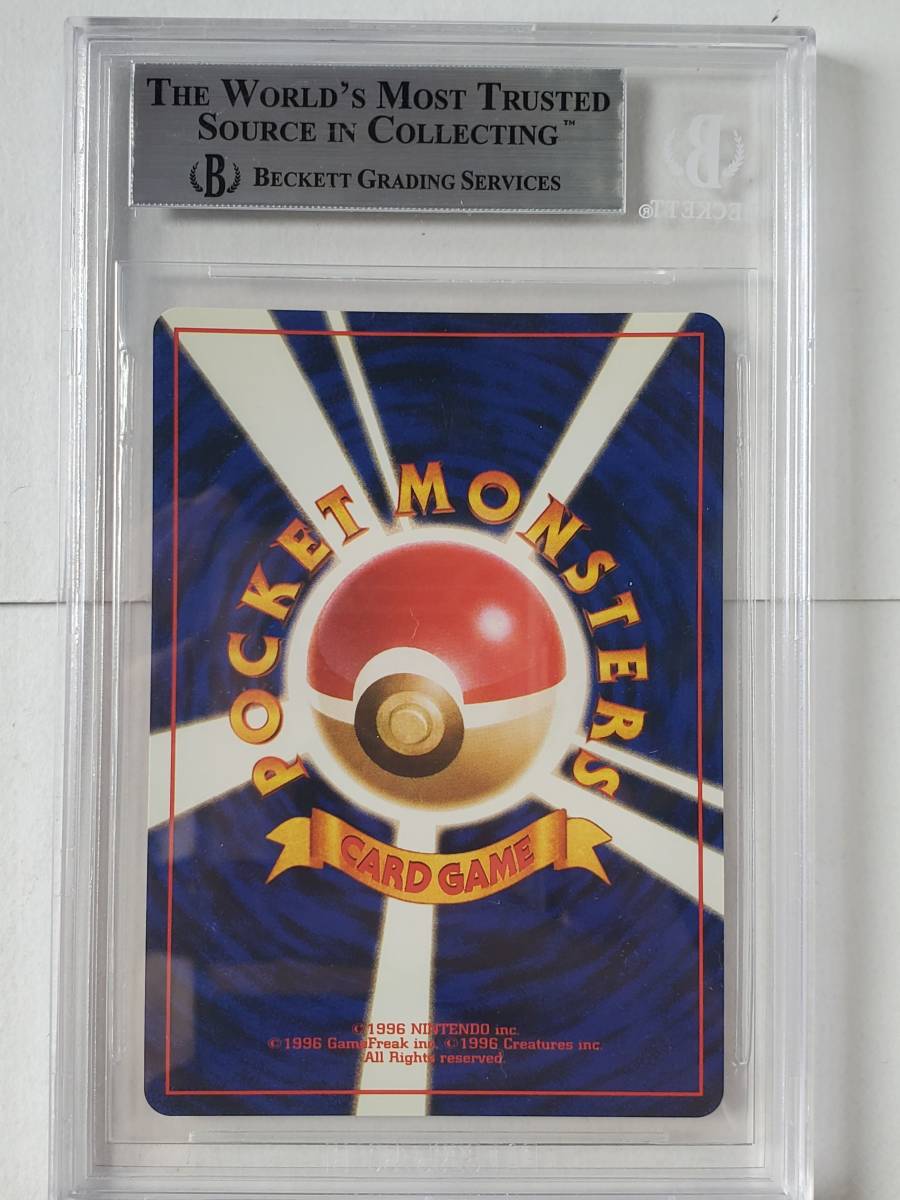 THE WORLD'S MOST TRUSTED
SOURCE IN COLLECTING™
B BECKETT GRADING SERVICES
B
BECKETT®
POCKET MONSTERS
CARD GAME
©1996 NINTENDO inc.
©1996 GameFreak inc. ©1996 Creatures inc.
All Rights reserved.